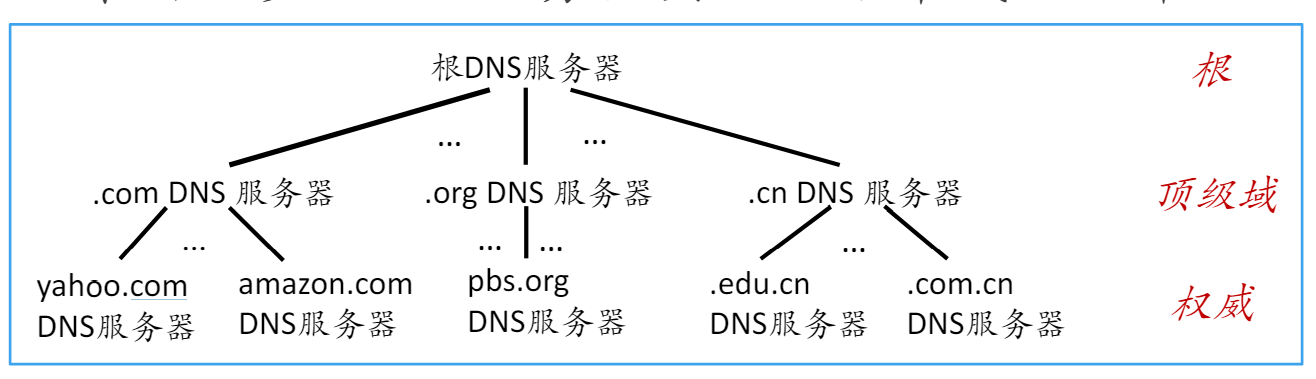 根DNS服务器
根
... ...
.com DNS 服务器
.org DNS 服务器
.cn DNS 服务器
顶级域
... ... ... ...
yahoo.com
DNS服务器
amazon.com
DNS服务器
pbs.org
DNS服务器
.edu.cn
DNS服务器
.com.cn
DNS服务器
权威